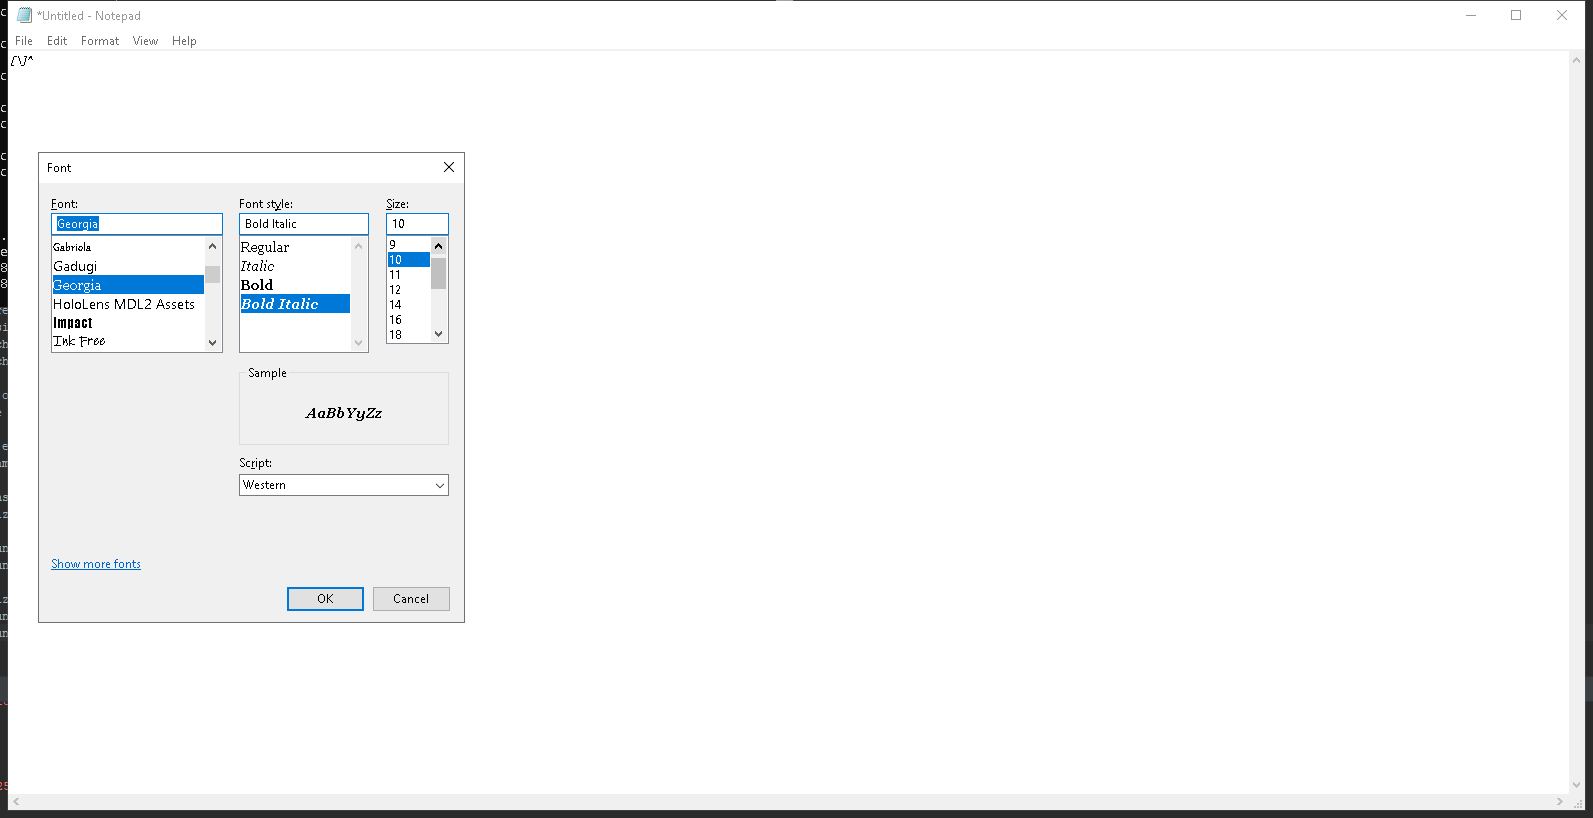 *Untitled - Notepad
File Edit Format View Help
[\]^
Font
Font: Font style: Size:
Georgia Bold Italic 10
Gabriola
Gadugi
Georgia
HoloLens MDL2 Assets
Impact
Ink Free
Regular
Italic
Bold
Bold Italic
9
10
11
12
14
16
18
Sample
AaBbYyZz
Script:
Western
Show more fonts
OK Cancel